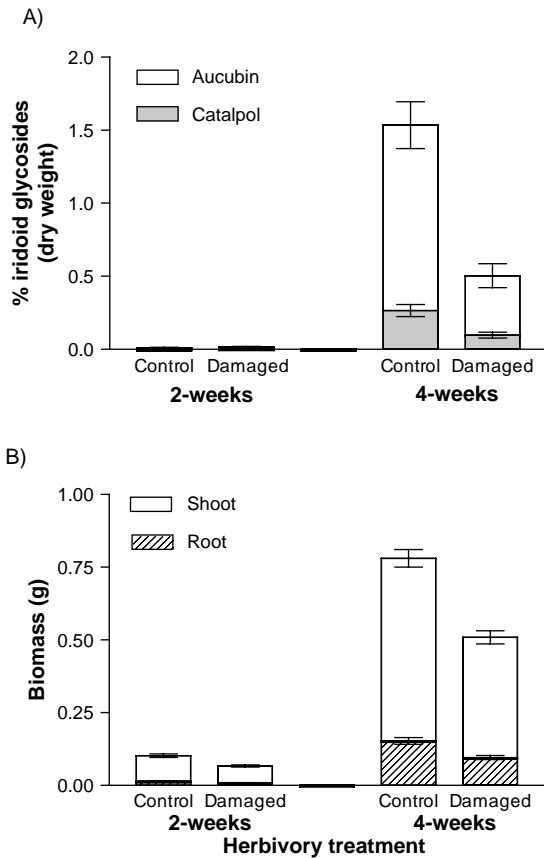 A)
% iridoid glycosides
(dry weight)
2.0
1.5
1.0
0.5
0.0
Aucubin
Catalpol
Control Damaged Control Damaged
2-weeks 4-weeks
B)
Biomass (g)
1.00
0.75
0.50
0.25
0.00
Shoot
Root
Control Damaged Control Damaged
2-weeks 4-weeks
Herbivory treatment